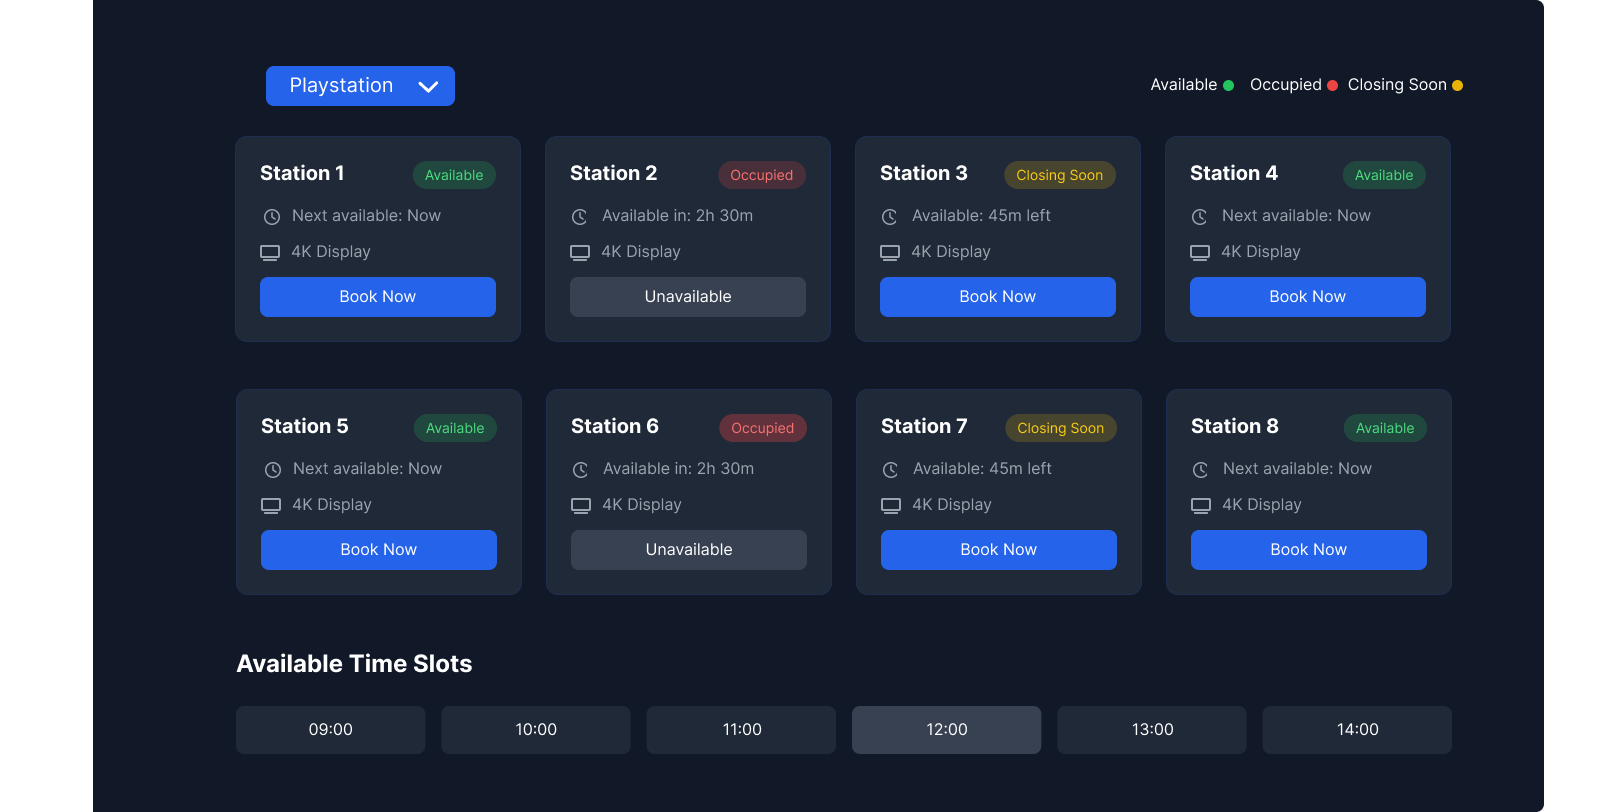 Playstation
Available Occupied Closing Soon
Station 1 Available
Next available: Now
4K Display
Book Now
Station 2 Occupied
Available in: 2h 30m
4K Display
Unavailable
Station 3 Closing Soon
Available: 45m left
4K Display
Book Now
Station 4 Available
Next available: Now
4K Display
Book Now
Station 5 Available
Next available: Now
4K Display
Book Now
Station 6 Occupied
Available in: 2h 30m
4K Display
Unavailable
Station 7 Closing Soon
Available: 45m left
4K Display
Book Now
Station 8 Available
Next available: Now
4K Display
Book Now
Available Time Slots
09:00 10:00 11:00 12:00 13:00 14:00